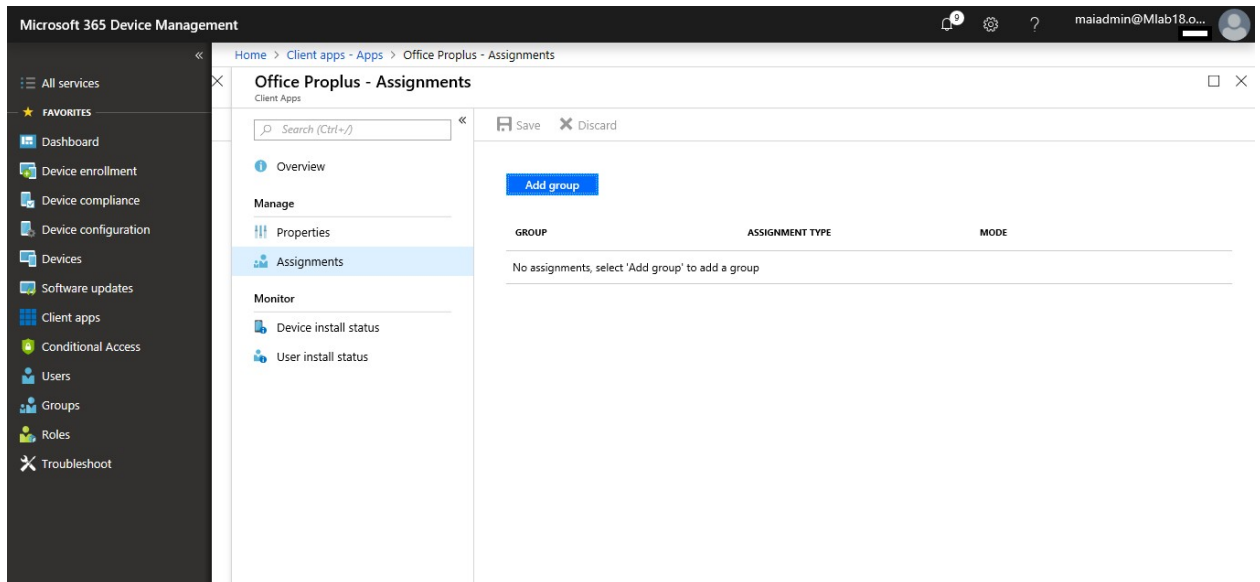 Microsoft 365 Device Management
9
?
maiadmin@Mlab18.o...
«
Home > Client apps - Apps > Office Proplus - Assignments
All services
FAVORITES
Dashboard
Device enrollment
Device compliance
Device configuration
Devices
Software updates
Client apps
Conditional Access
Users
Groups
Roles
Troubleshoot
Office Proplus - Assignments
Client Apps
Search (Ctrl+/)
«
Overview
Manage
Properties
Assignments
Monitor
Device install status
User install status
Save Discard
Add group
GROUP ASSIGNMENT TYPE MODE
No assignments, select 'Add group' to add a group